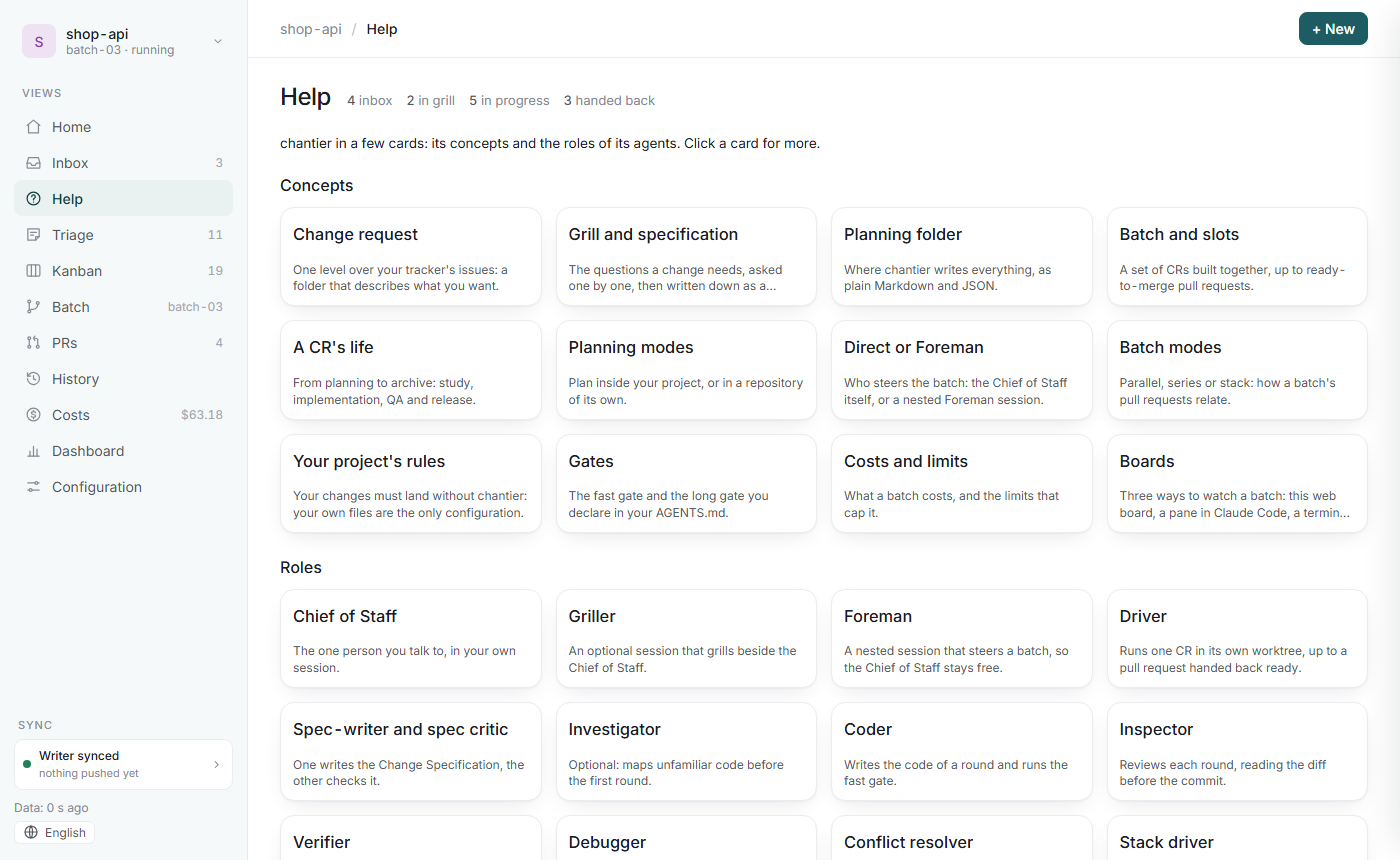 S
shop-api
batch-03 · running
VIEWS
Home
Inbox 3
Help
Triage 11
Kanban 19
Batch batch-03
PRs 4
History
Costs $63.18
Dashboard
Configuration
SYNC
Writer synced
nothing pushed yet
Data: 0 s ago
English
shop-api / Help
+ New
Help 4 inbox 2 in grill 5 in progress 3 handed back
chantier in a few cards: its concepts and the roles of its agents. Click a card for more.
Concepts
Change request
One level over your tracker's issues: a
folder that describes what you want.
Grill and specification
The questions a change needs, asked
one by one, then written down as a...
Planning folder
Where chantier writes everything, as
plain Markdown and JSON.
Batch and slots
A set of CRs built together, up to ready-
to-merge pull requests.
A CR's life
From planning to archive: study,
implementation, QA and release.
Planning modes
Plan inside your project, or in a repository
of its own.
Direct or Foreman
Who steers the batch: the Chief of Staff
itself, or a nested Foreman session.
Batch modes
Parallel, series or stack: how a batch's
pull requests relate.
Your project's rules
Your changes must land without chantier:
your own files are the only configuration.
Gates
The fast gate and the long gate you
declare in your AGENTS.md.
Costs and limits
What a batch costs, and the limits that
cap it.
Boards
Three ways to watch a batch: this web
board, a pane in Claude Code, a termin...
Roles
Chief of Staff
The one person you talk to, in your own
session.
Griller
An optional session that grills beside the
Chief of Staff.
Foreman
A nested session that steers a batch, so
the Chief of Staff stays free.
Driver
Runs one CR in its own worktree, up to a
pull request handed back ready.
Spec-writer and spec critic
One writes the Change Specification, the
other checks it.
Investigator
Optional: maps unfamiliar code before
the first round.
Coder
Writes the code of a round and runs the
fast gate.
Inspector
Reviews each round, reading the diff
before the commit.
Verifier
Debugger
Conflict resolver
Stack driver